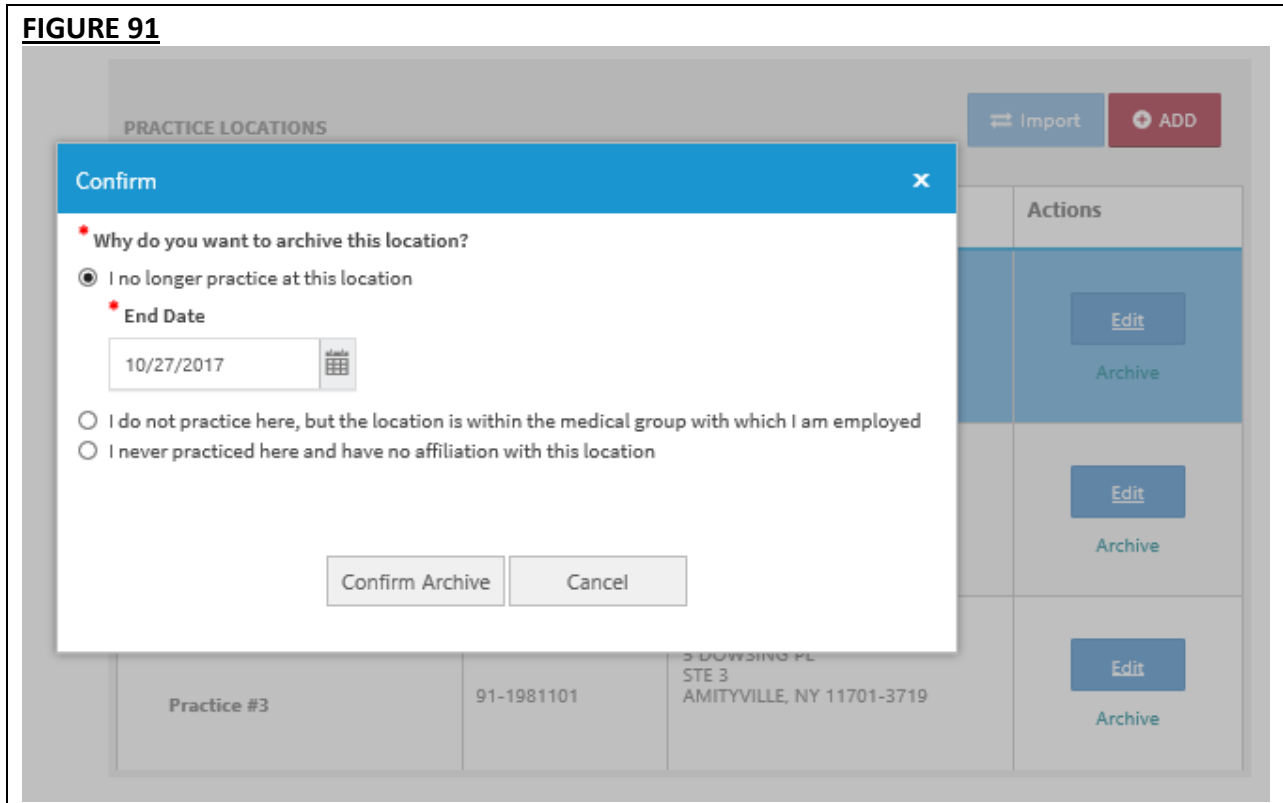 FIGURE 91
PRACTICE LOCATIONS
Import
ADD
Confirm
x
Actions
* Why do you want to archive this location?
I no longer practice at this location
* End Date
10/27/2017
Edit
Archive
I do not practice here, but the location is within the medical group with which I am employed
I never practiced here and have no affiliation with this location
Edit
Archive
Confirm Archive
Cancel
5 DOWSING PL
STE 3
AMITYVILLE, NY 11701-3719
Practice #3
91-1981101
Edit
Archive